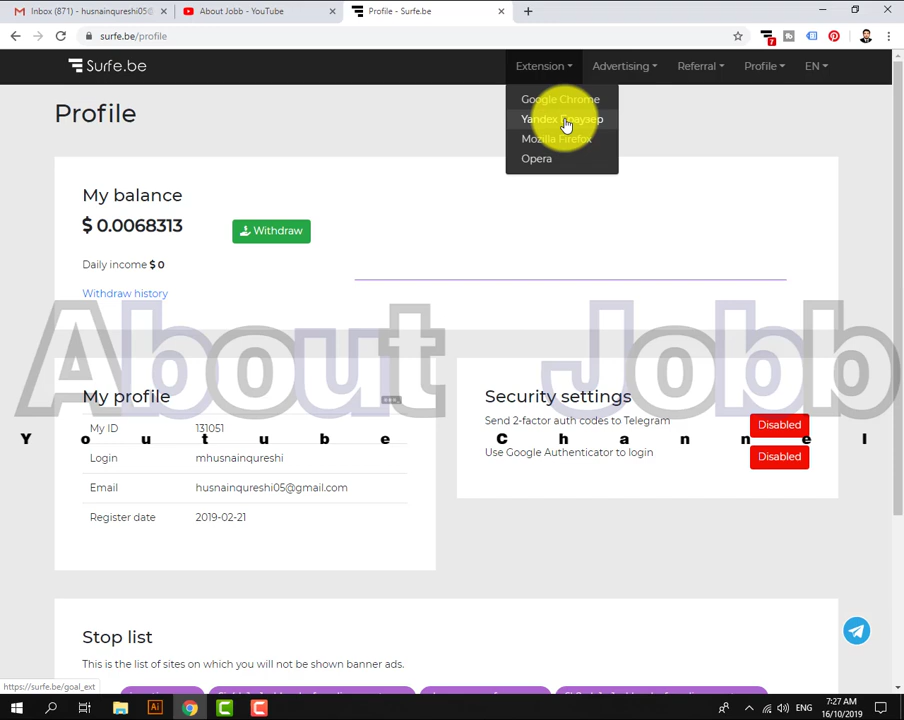 Inbox (871) - husnainqureshi05@
About Jobb - YouTube
Profile - Surfe.be
surfe.be/profile
7
Surfe.be
Extension
Advertising
Referral
Profile
EN
Google Chrome
Yandex Браузер
Mozilla Firefox
Opera
Profile
My balance
$ 0.0068313
Withdraw
Daily income $ 0
Withdraw history
About Jobb
Youtube Channel
My profile
My ID 131051
Login mhusnainqureshi
Email husnainqureshi05@gmail.com
Register date 2019-02-21
Security settings
Send 2-factor auth codes to Telegram Disabled
Use Google Authenticator to login Disabled
Stop list
This is the list of sites on which you will not be shown banner ads.
https://surfe.be/goal_ext
ENG
7:27 AM
16/10/2019